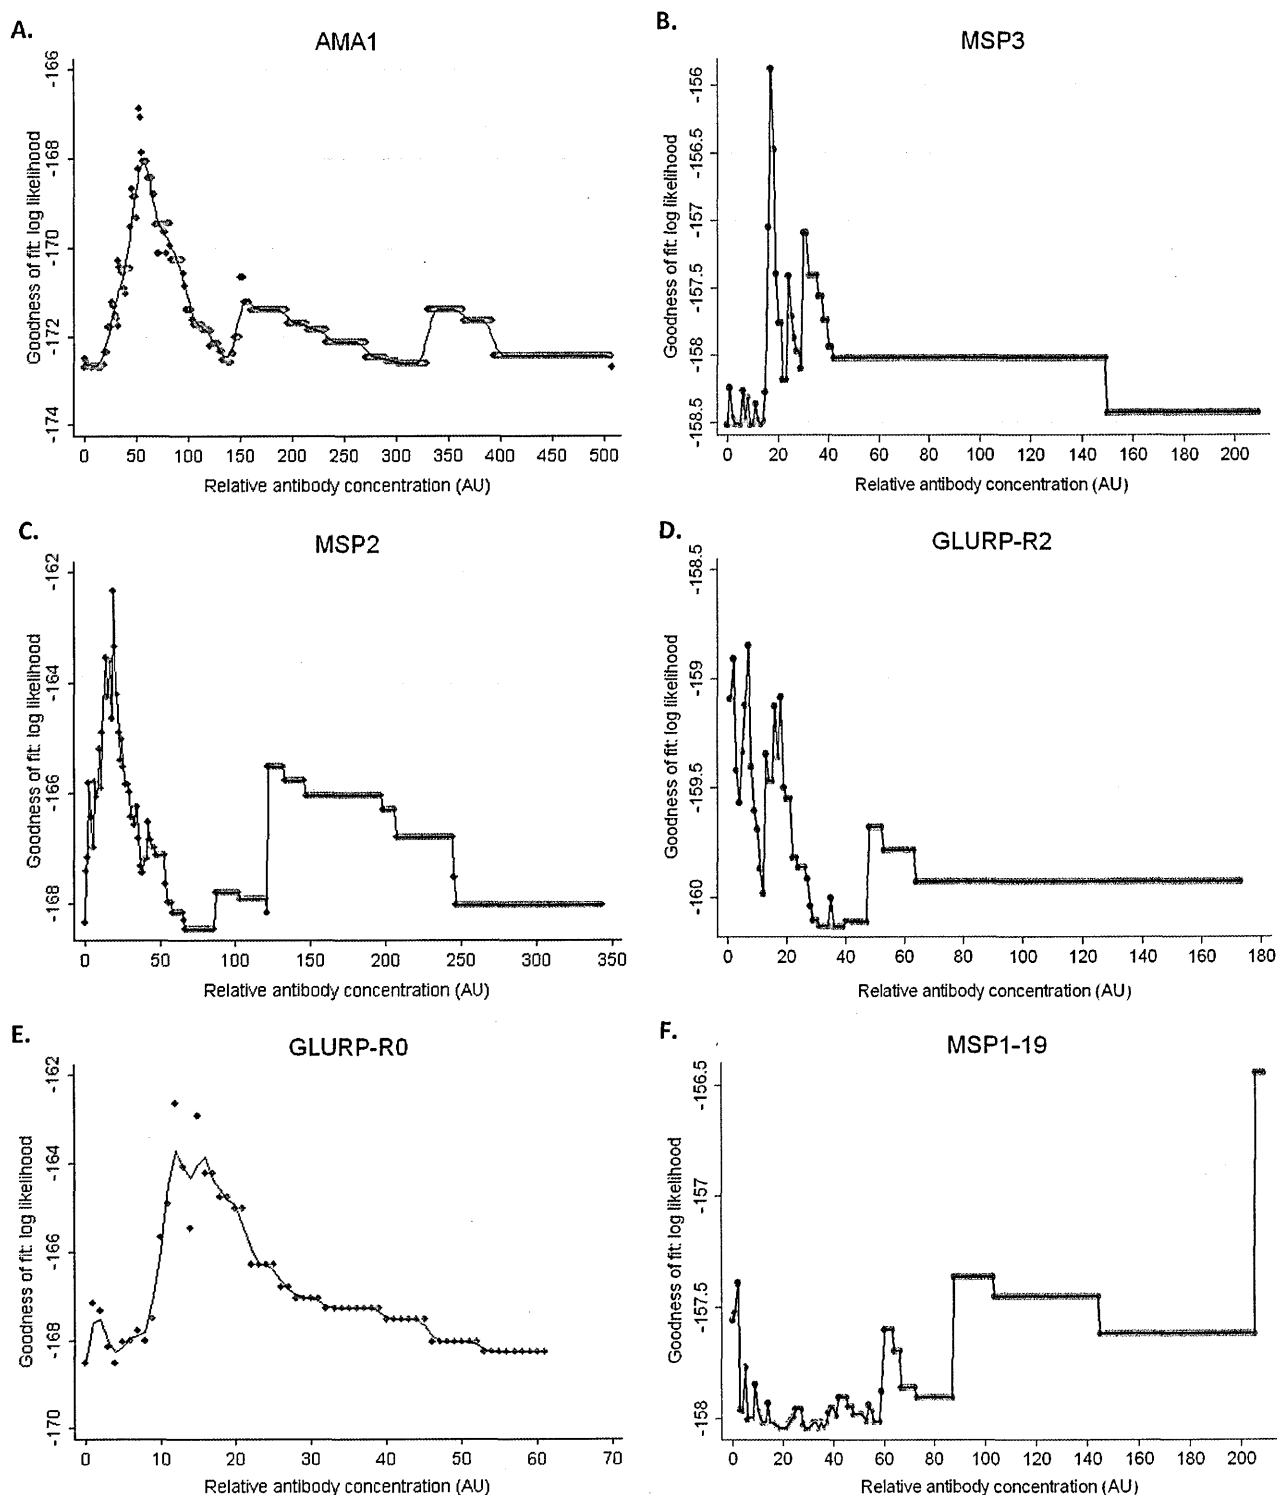 A.
AMA1
Goodness of fit: log likelihood
-166
-168
-170
-172
-174
0 50 100 150 200 250 300 350 400 450 500
Relative antibody concentration (AU)
B.
MSP3
Goodness of fit: log likelihood
-156
-156.5
-157
-157.5
-158
-158.5
0 20 40 60 80 100 120 140 160 180 200
Relative antibody concentration (AU)
C.
MSP2
Goodness of fit: log likelihood
-162
-164
-166
-168
0 50 100 150 200 250 300 350
Relative antibody concentration (AU)
D.
GLURP-R2
Goodness of fit: log likelihood
-158.5
-159
-159.5
-160
0 20 40 60 80 100 120 140 160 180
Relative antibody concentration (AU)
E.
GLURP-R0
Goodness of fit: log likelihood
-162
-164
-166
-168
-170
0 10 20 30 40 50 60 70
Relative antibody concentration (AU)
F.
MSP1-19
Goodness of fit: log likelihood
-156.5
-157
-157.5
-158
0 20 40 60 80 100 120 140 160 180 200
Relative antibody concentration (AU)